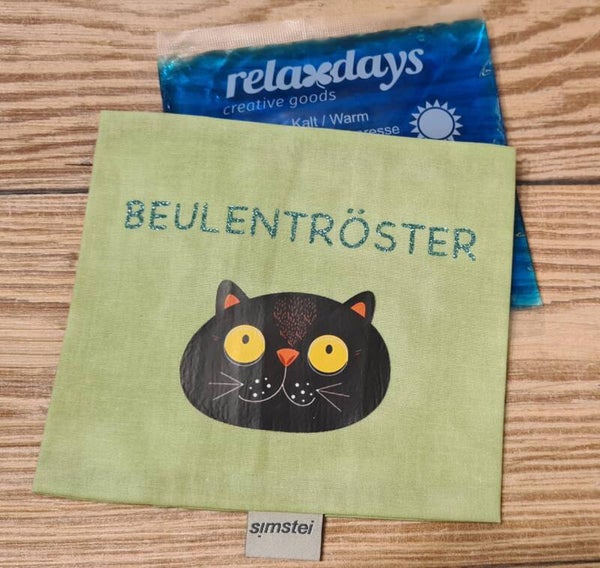 relaxdays
creative goods
Kalt / Warm
BEULENTRÖSTER
simstei